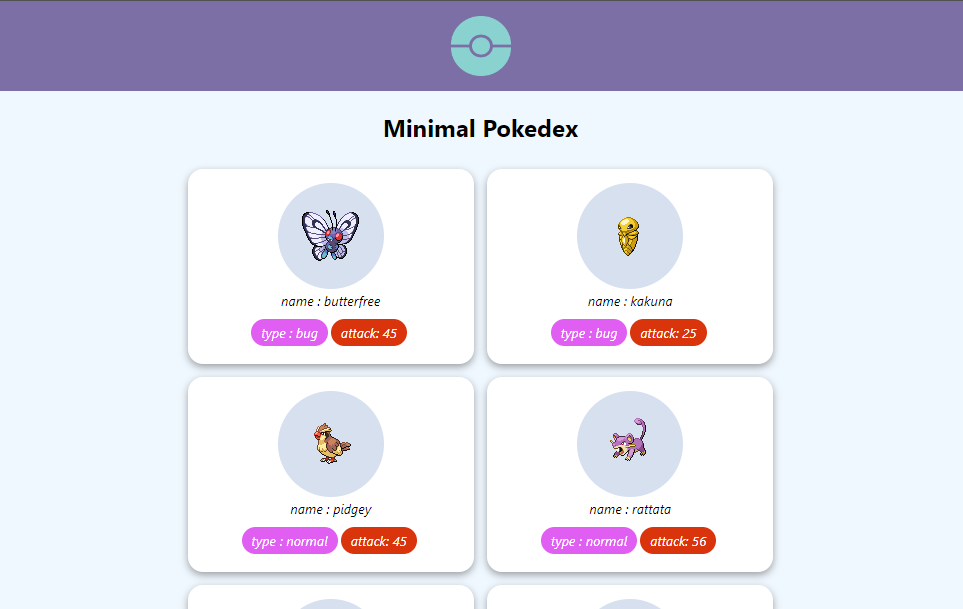 Minimal Pokedex
name : butterfree
type : bug attack: 45
name : kakuna
type : bug attack: 25
name : pidgey
type : normal attack: 45
name : rattata
type : normal attack: 56